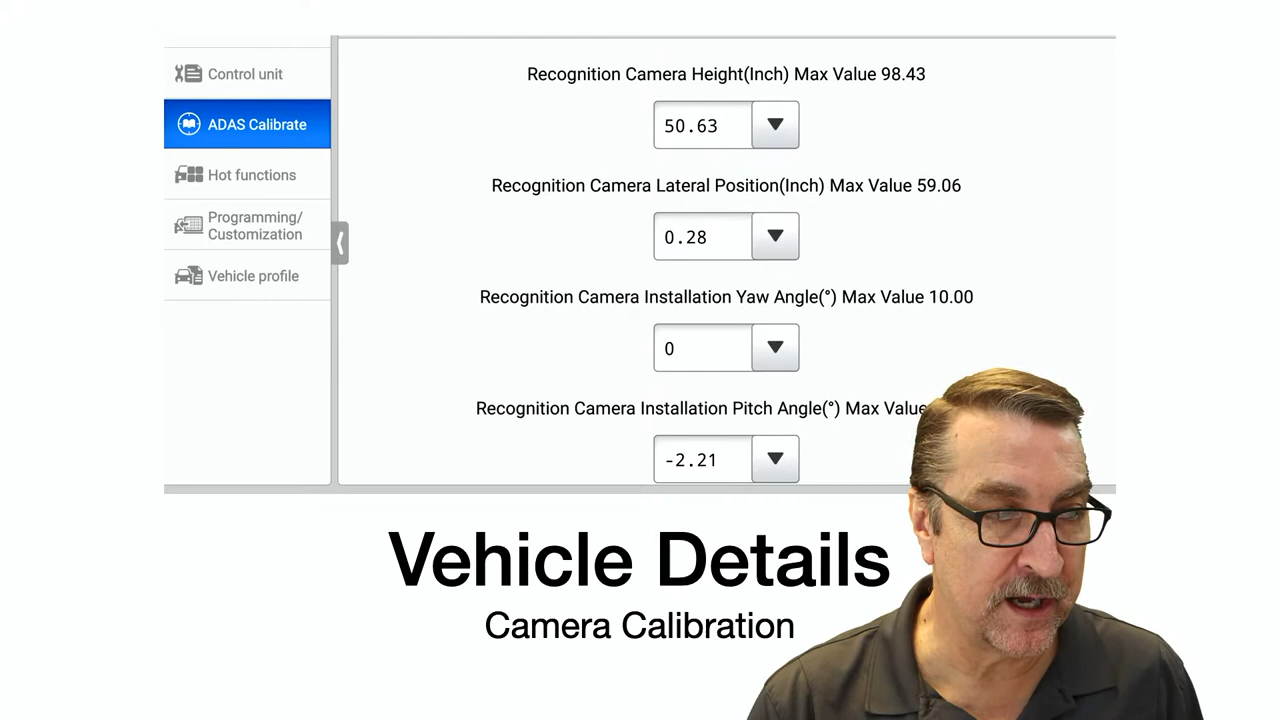 Control unit
ADAS Calibrate
Hot functions
Programming/
Customization
Vehicle profile
Recognition Camera Height(Inch) Max Value 98.43
50.63
Recognition Camera Lateral Position(Inch) Max Value 59.06
0.28
Recognition Camera Installation Yaw Angle(°) Max Value 10.00
0
Recognition Camera Installation Pitch Angle(°) Max Value
-2.21
Vehicle Details
Camera Calibration